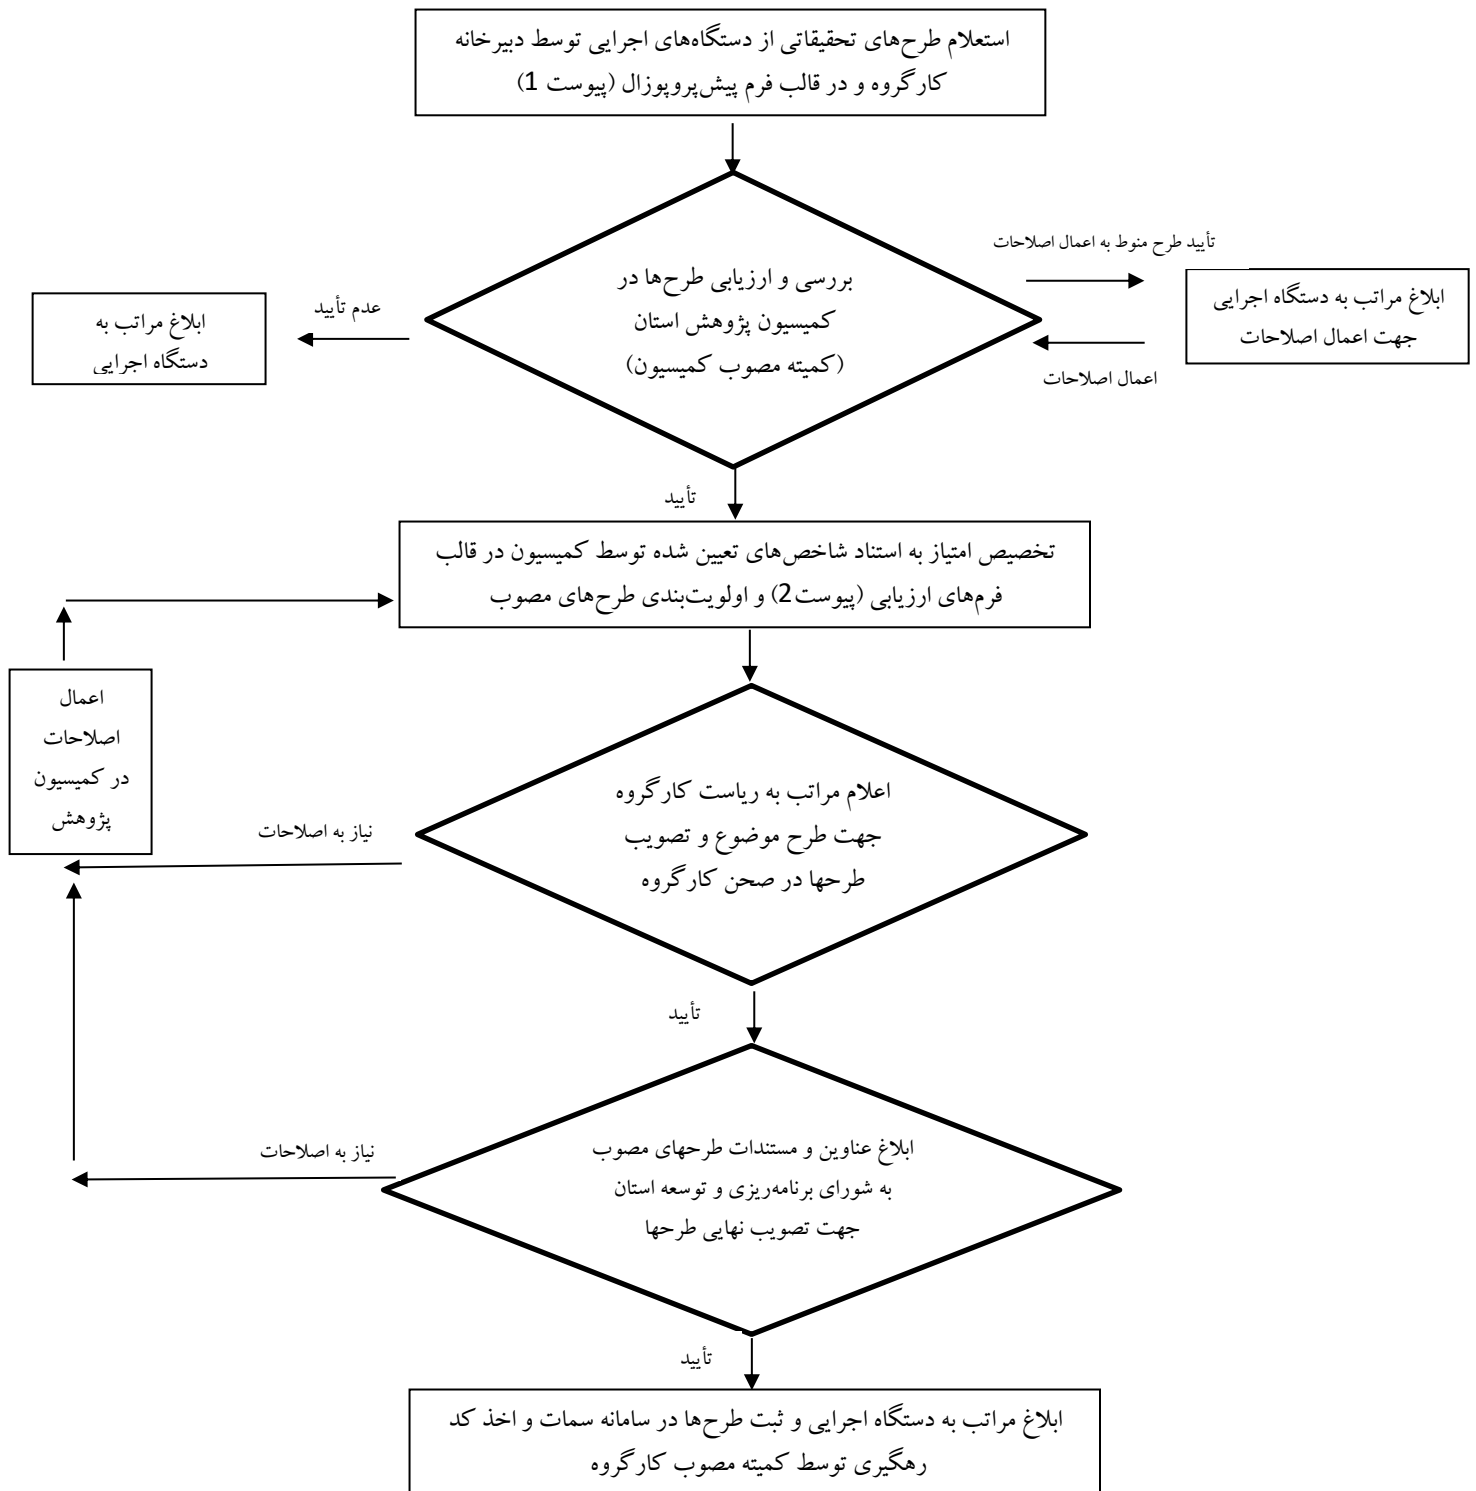 استعلام طرح‌های تحقیقاتی از دستگاه‌های اجرایی توسط دبیرخانه
کارگروه و در قالب فرم پیش‌پروپوزال (پیوست 1)
تأیید طرح منوط به اعمال اصلاحات
ابلاغ مراتب به دستگاه اجرایی
جهت اعمال اصلاحات
اعمال اصلاحات
بررسی و ارزیابی طرح‌ها در
کمیسیون پژوهش استان
(کمیته مصوب کمیسیون)
عدم تأیید
ابلاغ مراتب به
دستگاه اجرایی
تأیید
تخصیص امتیاز به استناد شاخص‌های تعیین شده توسط کمیسیون در قالب
فرم‌های ارزیابی (پیوست2) و اولویت‌بندی طرح‌های مصوب
اعمال
اصلاحات
در کمیسیون
پژوهش
اعلام مراتب به ریاست کارگروه
جهت طرح موضوع و تصویب
طرحها در صحن کارگروه
نیاز به اصلاحات
تأیید
ابلاغ عناوین و مستندات طرحهای مصوب
به شورای برنامه‌ریزی و توسعه استان
جهت تصویب نهایی طرحها
نیاز به اصلاحات
تأیید
ابلاغ مراتب به دستگاه اجرایی و ثبت طرح‌ها در سامانه سمات و اخذ کد
رهگیری توسط کمیته مصوب کارگروه